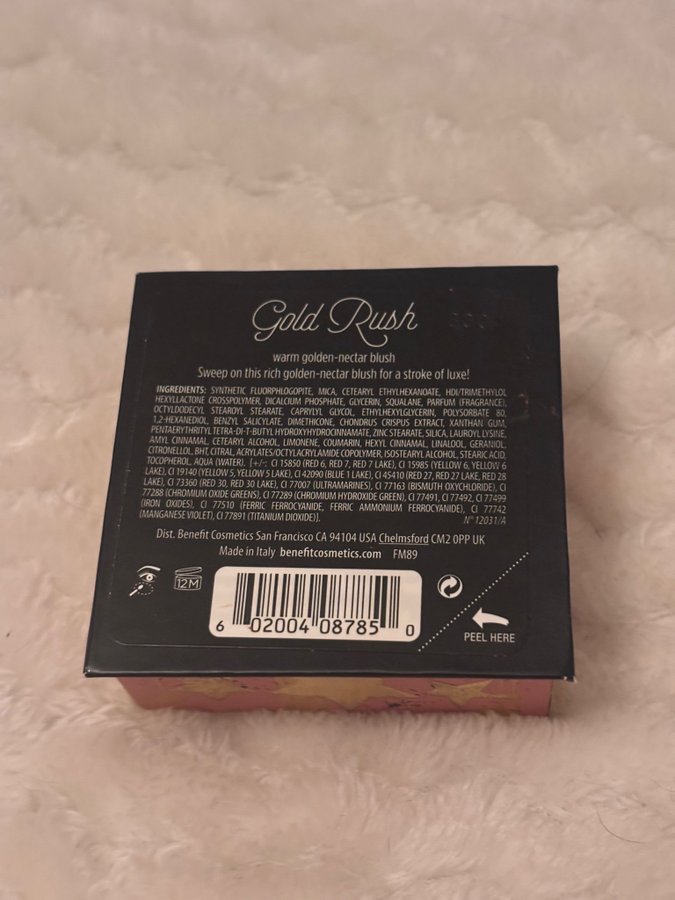 Gold Rush
warm golden-nectar blush
Sweep on this rich golden-nectar blush for a stroke of luxe!
INGREDIENTS: SYNTHETIC FLUORPHLOGOPITE, MICA, CETEARYL ETHYLHEXANOATE, HDI/TRIMETHYLOL
HEXYLLACTONE CROSSPOLYMER, DICALCIUM PHOSPHATE, GLYCERIN, SQUALANE, PARFUM (FRAGRANCE),
OCTYLDODECYL STEAROYL STEARATE, CAPRYLYL GLYCOL, ETHYLHEXYLGLYCERIN, POLYSORBATE 80,
1,2-HEXANEDIOL, BENZYL SALICYLATE, DIMETHICONE, CHONDRUS CRISPUS EXTRACT, XANTHAN GUM,
PENTAERYTHRITYL TETRA-DI-T-BUTYL HYDROXYHYDROCINNAMATE, ZINC STEARATE, SILICA, LAUROYL LYSINE,
AMYL CINNAMAL, CETEARYL ALCOHOL, LIMONENE, COUMARIN, HEXYL CINNAMAL, LINALOOL, GERANIOL,
CITRONELLOL, BHT, CITRAL, ACRYLATES/OCTYLACRYLAMIDE COPOLYMER, ISOSTEARYL ALCOHOL, STEARIC ACID,
TOCOPHEROL, AQUA (WATER). [+/-: CI 15850 (RED 6, RED 7, RED 7 LAKE), CI 15985 (YELLOW 6, YELLOW 6
LAKE), CI 19140 (YELLOW 5, YELLOW 5 LAKE), CI 42090 (BLUE 1 LAKE), CI 45410 (RED 27, RED 27 LAKE, RED 28
LAKE), CI 73360 (RED 30, RED 30 LAKE), CI 77007 (ULTRAMARINES), CI 77163 (BISMUTH OXYCHLORIDE), CI
77288 (CHROMIUM OXIDE GREENS), CI 77289 (CHROMIUM HYDROXIDE GREEN), CI 77491, CI 77492, CI 77499
(IRON OXIDES), CI 77510 (FERRIC FERROCYANIDE, FERRIC AMMONIUM FERROCYANIDE), CI 77742
(MANGANESE VIOLET), CI 77891 (TITANIUM DIOXIDE)]. N° 12031/A
Dist. Benefit Cosmetics San Francisco CA 94104 USA Chelmsford CM2 0PP UK
Made in Italy benefitcosmetics.com FM89
12M
6 02004 08785 0
PEEL HERE